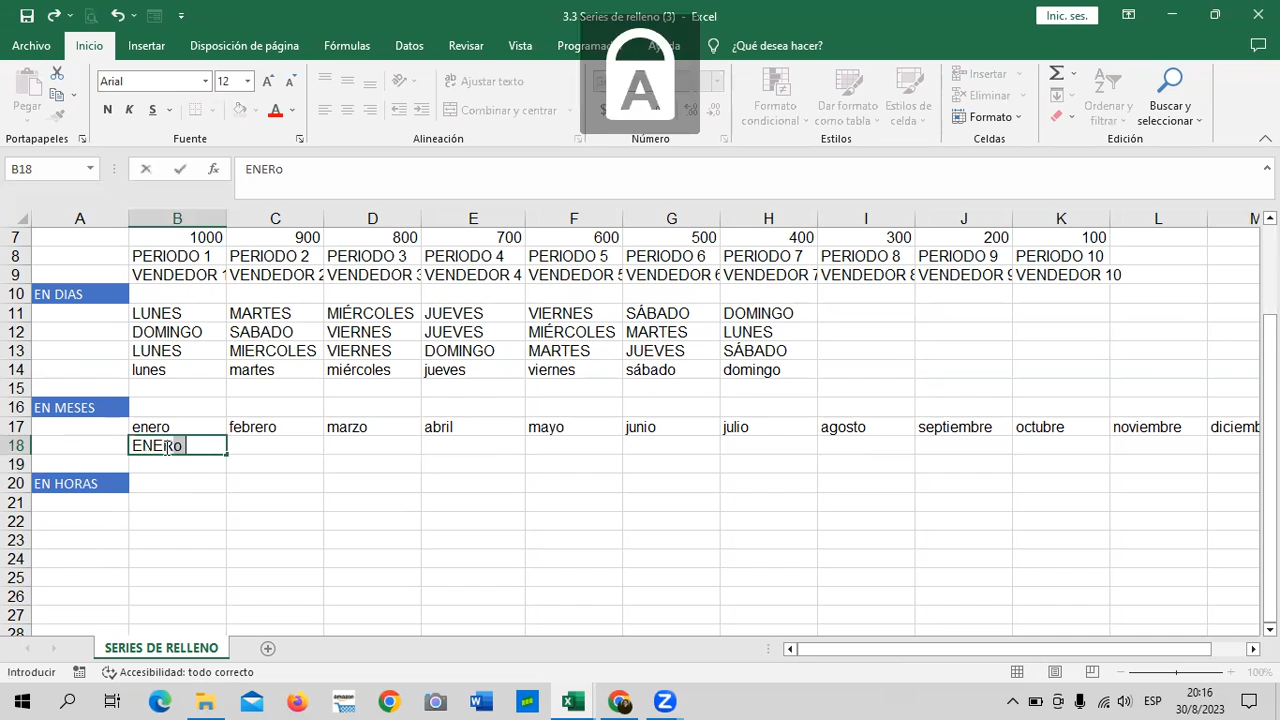 3.3 Series de relleno (3) - Excel
Inic. ses.
Archivo Inicio Insertar Disposición de página Fórmulas Datos Revisar Vista ¿Qué desea hacer?
A
Pegar
Portapapeles
Arial 12
N K S
Fuente
Ajustar texto
Combinar y centrar
Alineación
Número
Formato condicional
Dar formato como tabla
Estilos de celda
Estilos
Insertar
Eliminar
Formato
Celdas
Ordenar y filtrar
Buscar y seleccionar
Edición
B18 fx ENERo
A B C D E F G H I J K L M
7 1000 900 800 700 600 500 400 300 200 100
8 PERIODO 1 PERIODO 2 PERIODO 3 PERIODO 4 PERIODO 5 PERIODO 6 PERIODO 7 PERIODO 8 PERIODO 9 PERIODO 10
9 VENDEDOR 1 VENDEDOR 2 VENDEDOR 3 VENDEDOR 4 VENDEDOR 5 VENDEDOR 6 VENDEDOR 7 VENDEDOR 8 VENDEDOR 9 VENDEDOR 10
10 EN DIAS
11 LUNES MARTES MIÉRCOLES JUEVES VIERNES SÁBADO DOMINGO
12 DOMINGO SABADO VIERNES JUEVES MIÉRCOLES MARTES LUNES
13 LUNES MIERCOLES VIERNES DOMINGO MARTES JUEVES SÁBADO
14 lunes martes miércoles jueves viernes sábado domingo
15
16 EN MESES
17 enero febrero marzo abril mayo junio julio agosto septiembre octubre noviembre diciemb
18 ENERo
19
20 EN HORAS
21
22
23
24
25
26
27
28
SERIES DE RELLENO
Introducir Accesibilidad: todo correcto 100%
ESP 20:16
30/8/2023